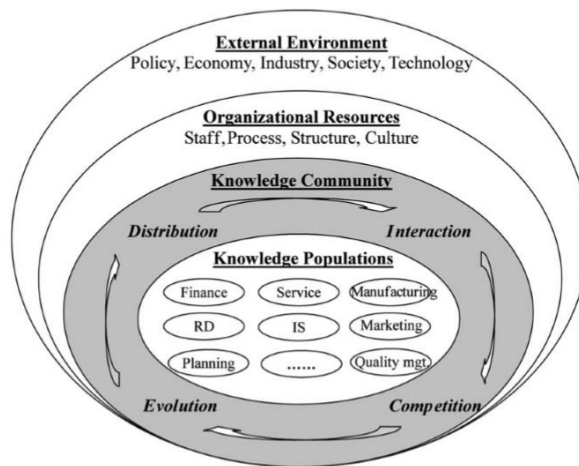 External Environment
Policy, Economy, Industry, Society, Technology
Organizational Resources
Staff, Process, Structure, Culture
Knowledge Community
Distribution
Interaction
Knowledge Populations
Finance
Service
Manufacturing
RD
IS
Marketing
Planning
......
Quality mgt.
Evolution
Competition